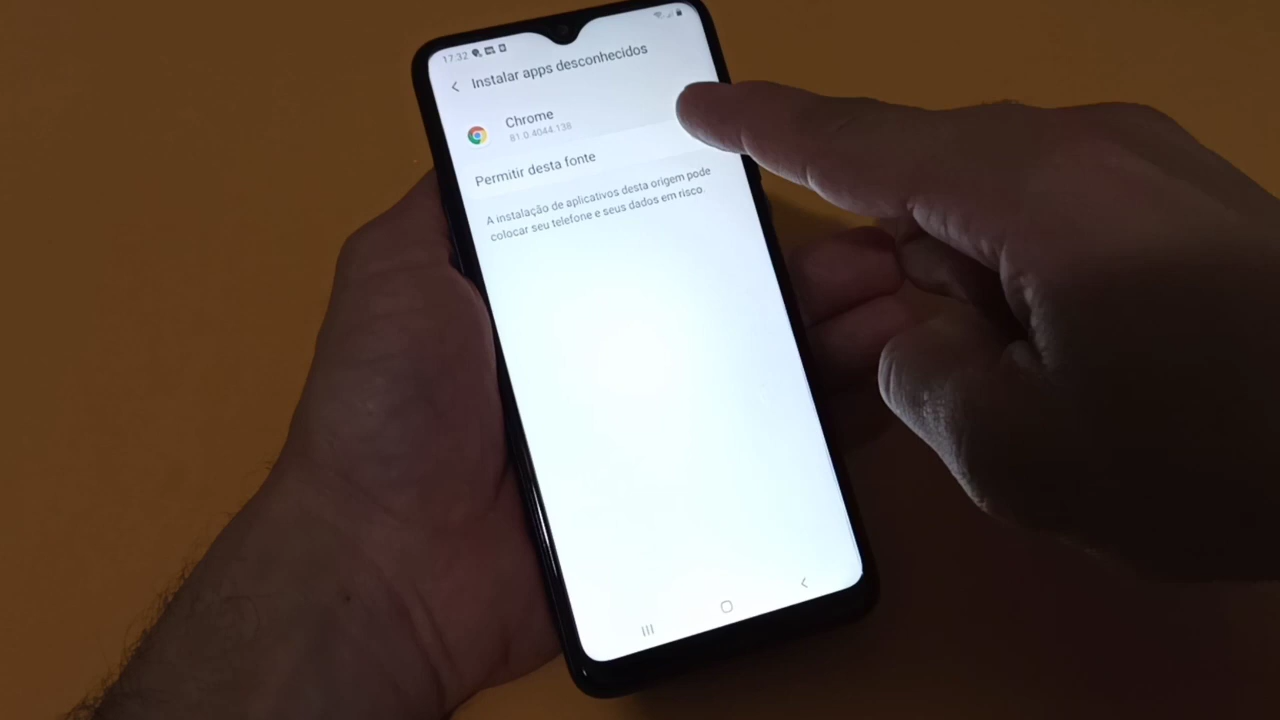 17:32
Instalar apps desconhecidos
Chrome
81.0.4044.138
Permitir desta fonte
A instalação de aplicativos desta origem pode
colocar seu telefone e seus dados em risco.